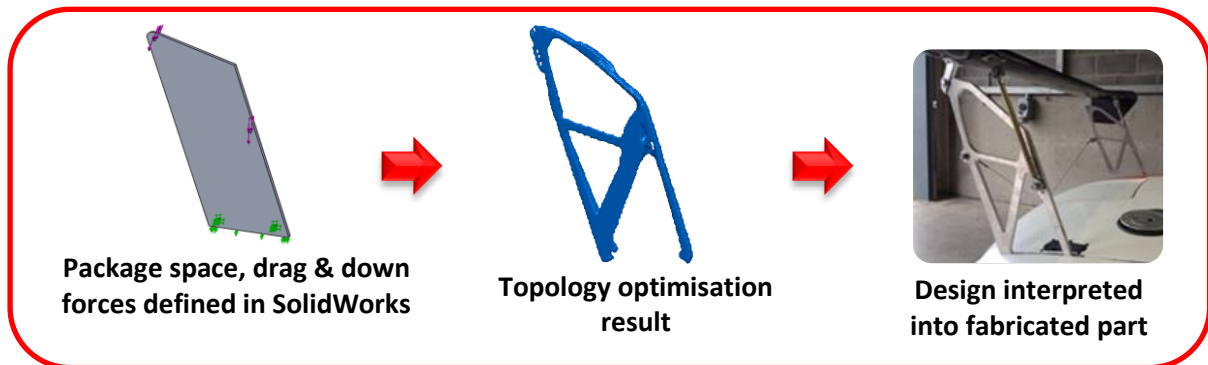 Package space, drag & down
forces defined in SolidWorks
Topology optimisation
result
Design interpreted
into fabricated part